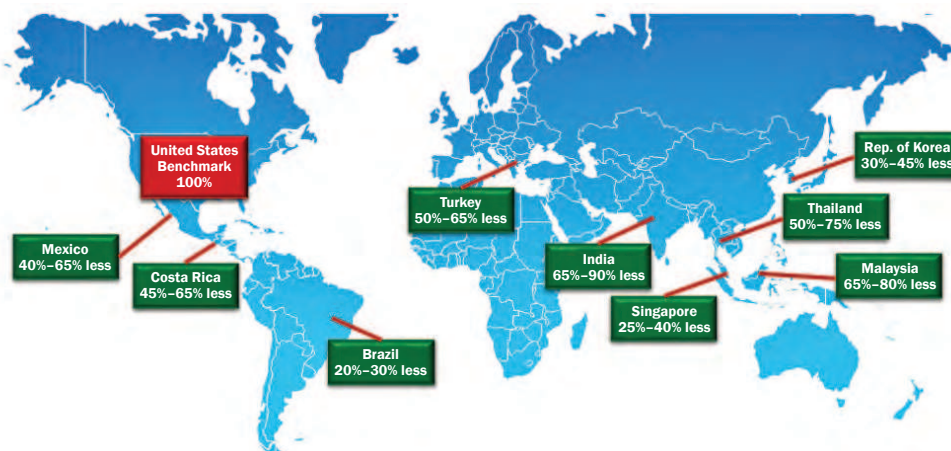 United States
Benchmark
100%
Rep. of Korea
30%–45% less
Turkey
50%–65% less
Thailand
50%–75% less
Mexico
40%–65% less
Costa Rica
45%–65% less
India
65%–90% less
Malaysia
65%–80% less
Singapore
25%–40% less
Brazil
20%–30% less